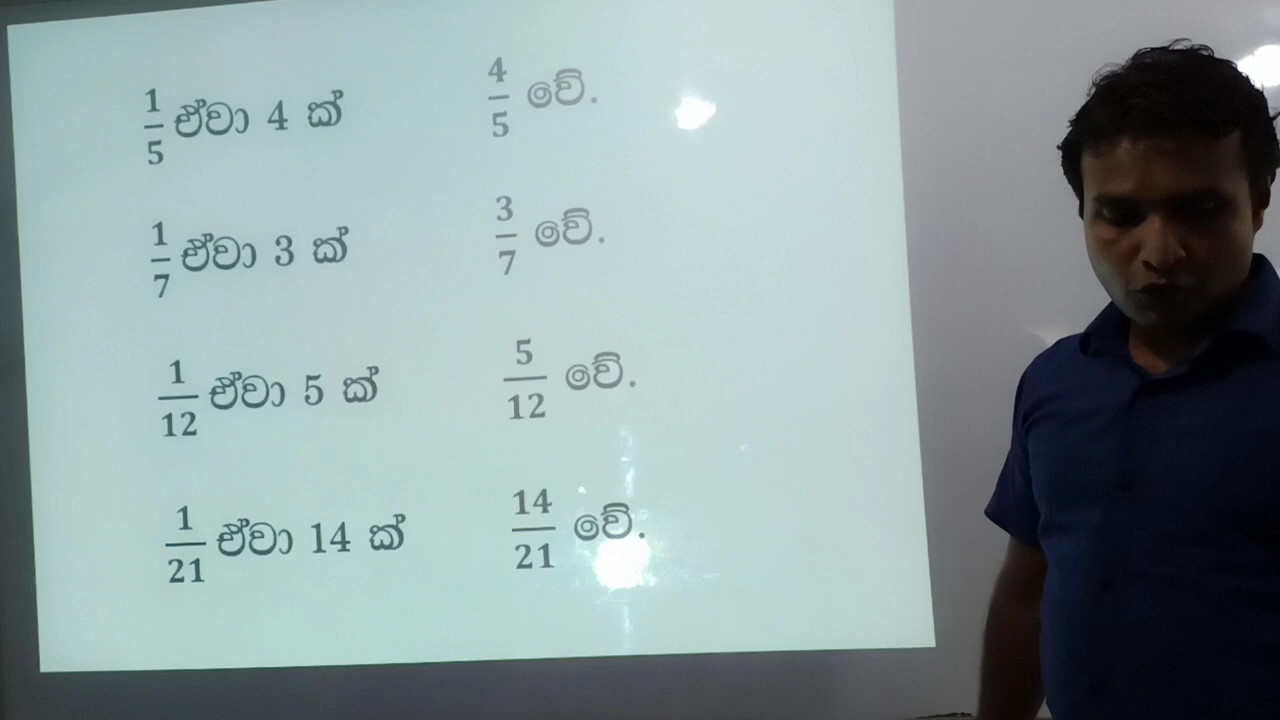 1/5 ඒවා 4 ක් 4/5 වේ.
1/7 ඒවා 3 ක් 3/7 වේ.
1/12 ඒවා 5 ක් 5/12 වේ.
1/21 ඒවා 14 ක් 14/21 වේ.